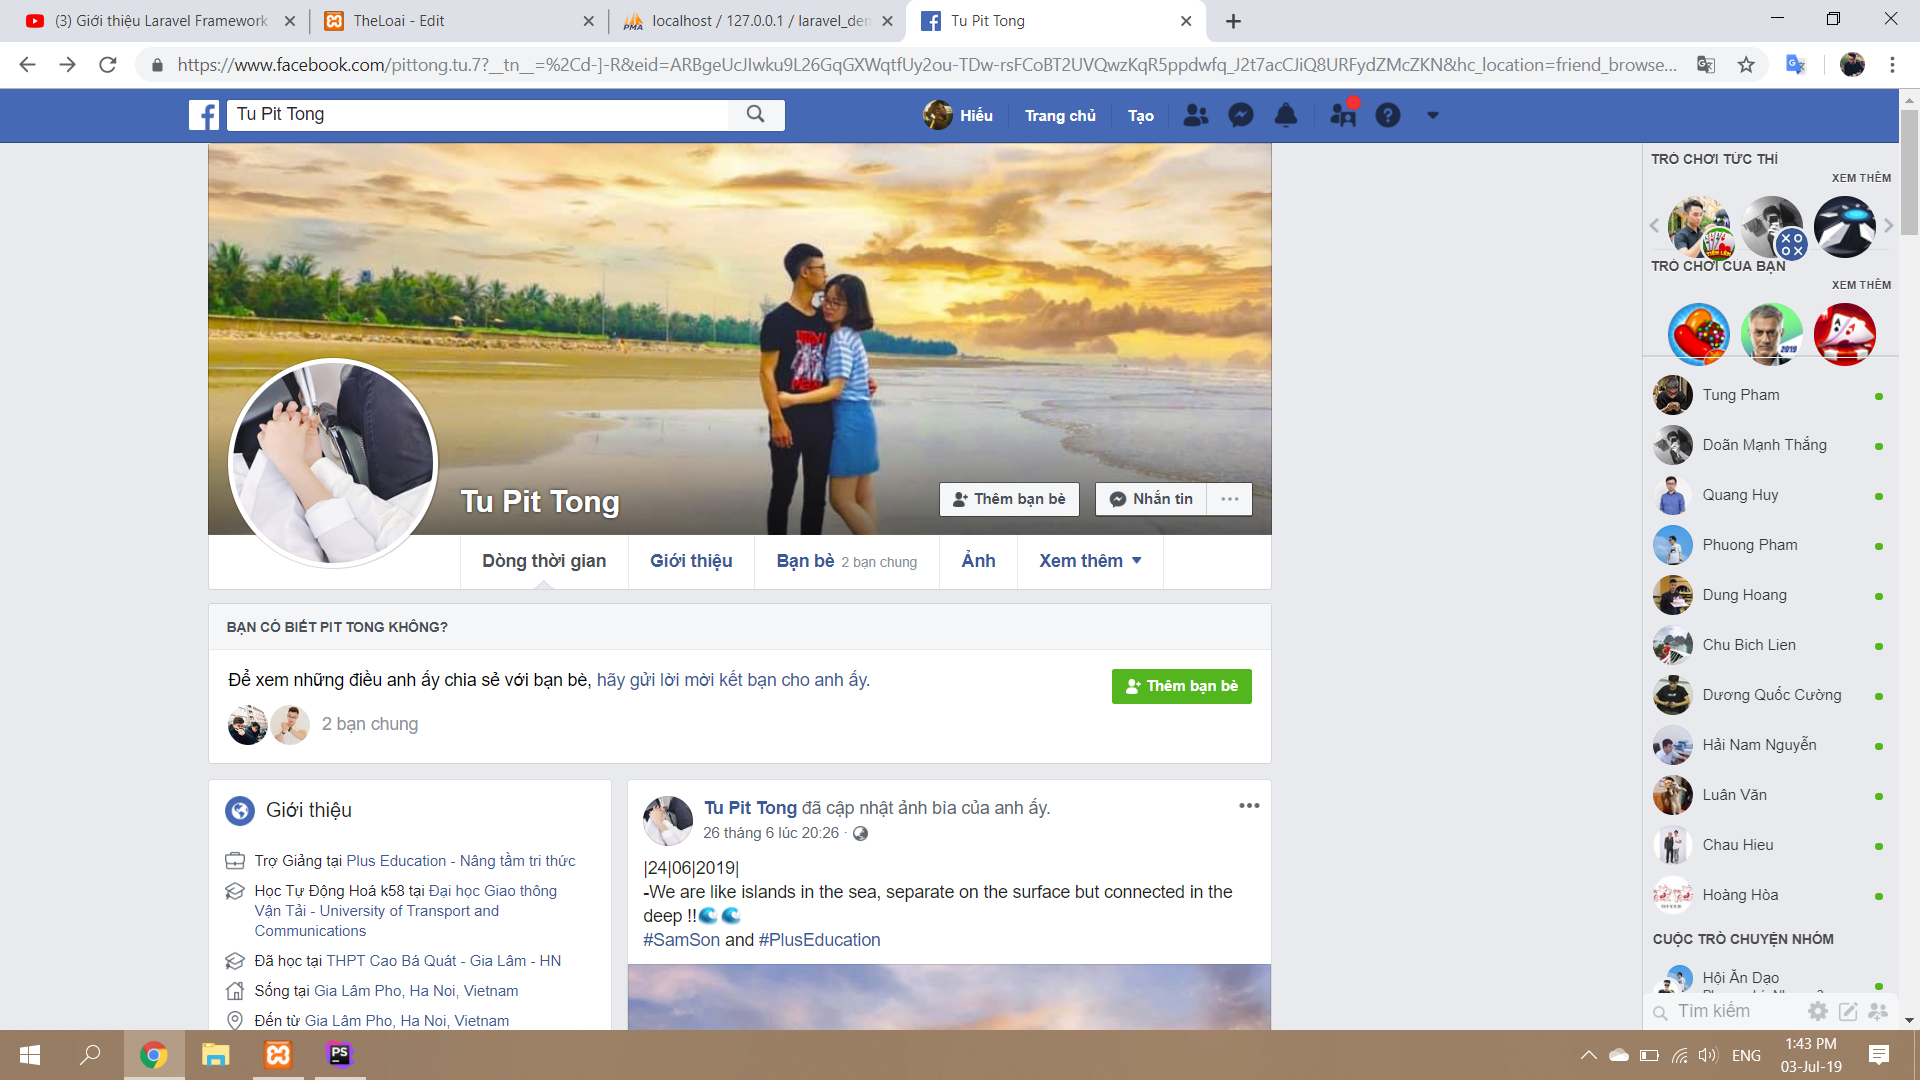 (3) Giới thiệu Laravel Framework
TheLoai - Edit
localhost / 127.0.0.1 / laravel_den
Tu Pit Tong
https://www.facebook.com/pittong.tu.7?__tn__=%2Cd-]-R&eid=ARBgeUcJIwku9L26GqGXWqtfUy2ou-TDw-rsFCoBT2UVQwzKqR5ppdwfq_J2t7acCJiQ8URFydZMcZKN&hc_location=friend_browse...
Tu Pit Tong
Hiếu
Trang chủ
Tạo
Tu Pit Tong
Thêm bạn bè
Nhắn tin
Dòng thời gian
Giới thiệu
Bạn bè 2 bạn chung
Ảnh
Xem thêm
BẠN CÓ BIẾT PIT TONG KHÔNG?
Để xem những điều anh ấy chia sẻ với bạn bè, hãy gửi lời mời kết bạn cho anh ấy.
Thêm bạn bè
2 bạn chung
Giới thiệu
Trợ Giảng tại Plus Education - Nâng tầm tri thức
Học Tự Động Hoá k58 tại Đại học Giao thông
Vận Tải - University of Transport and
Communications
Đã học tại THPT Cao Bá Quát - Gia Lâm - HN
Sống tại Gia Lâm Pho, Ha Noi, Vietnam
Đến từ Gia Lâm Pho, Ha Noi, Vietnam
Tu Pit Tong đã cập nhật ảnh bìa của anh ấy.
26 tháng 6 lúc 20:26 ·
|24|06|2019|
-We are like islands in the sea, separate on the surface but connected in the
deep !!🌊🌊
#SamSon and #PlusEducation
TRÒ CHƠI TỨC THÌ
XEM THÊM
TRÒ CHƠI CỦA BẠN
XEM THÊM
2019
Tung Pham
Doãn Mạnh Thắng
Quang Huy
Phuong Pham
Dung Hoang
Chu Bich Lien
Dương Quốc Cường
Hải Nam Nguyễn
Luân Văn
Chau Hieu
Hoàng Hòa
CUỘC TRÒ CHUYỆN NHÓM
Hội Ăn Dạo
Tìm kiếm
ENG
1:43 PM
03-Jul-19